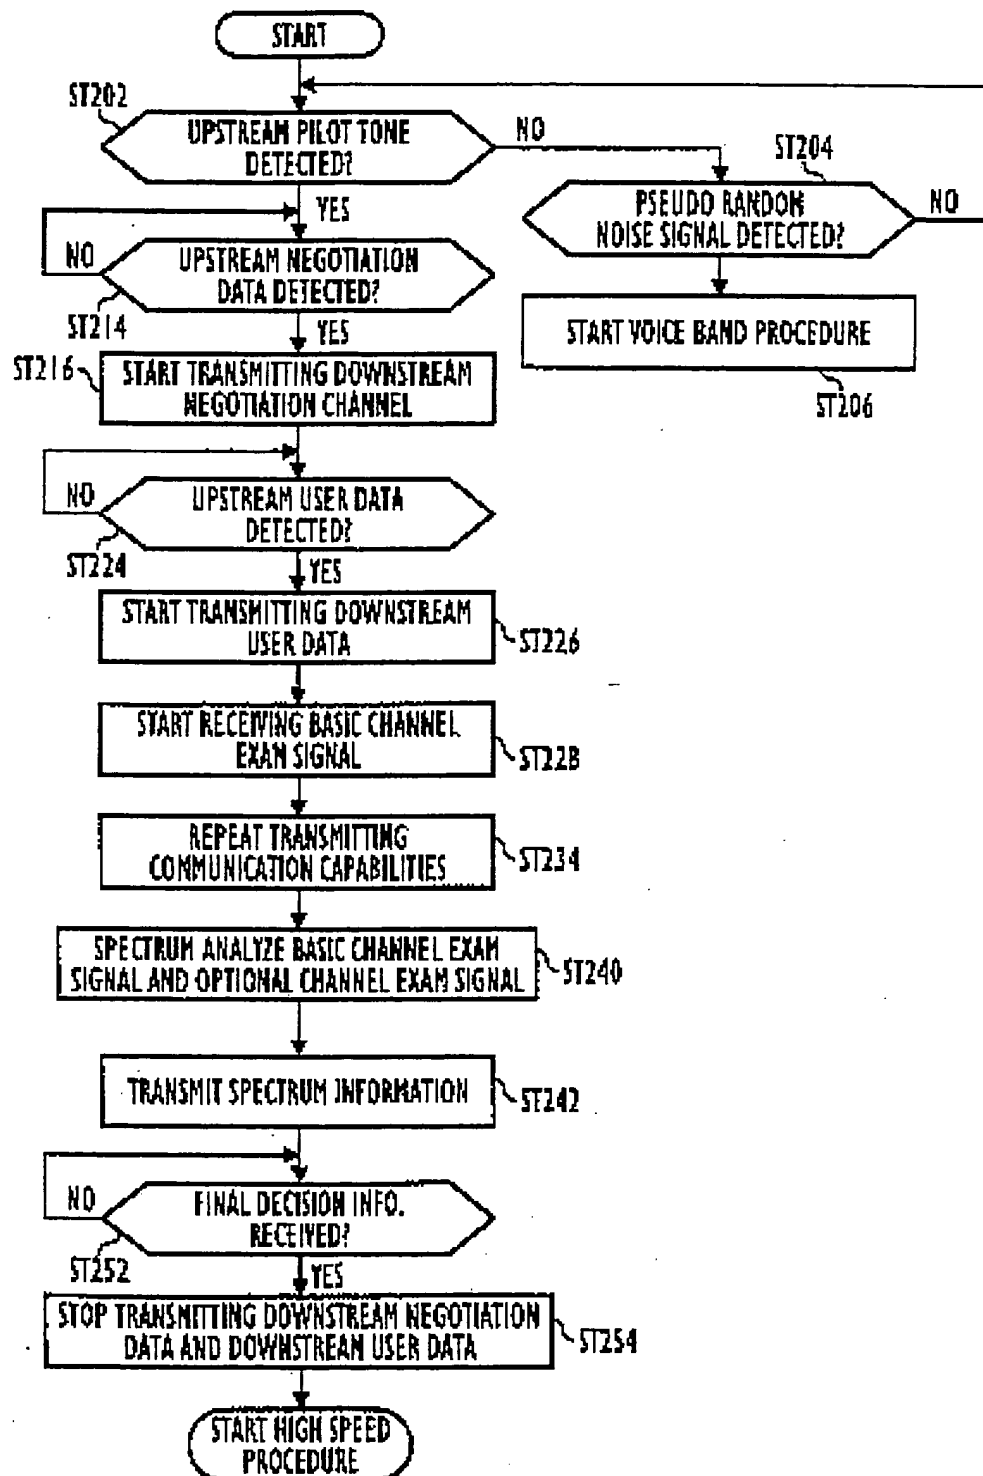 START
ST202
UPSTREAM PILOT TONE
DETECTED?
NO
YES
ST204
PSEUDO RANDOM
NOISE SIGNAL DETECTED?
NO
START VOICE BAND PROCEDURE
ST206
NO
UPSTREAM NEGOTIATION
DATA DETECTED?
ST214
YES
ST216
START TRANSMITTING DOWNSTREAM
NEGOTIATION CHANNEL
NO
UPSTREAM USER DATA
DETECTED?
ST224
YES
START TRANSMITTING DOWNSTREAM
USER DATA
ST226
START RECEIVING BASIC CHANNEL
EXAM SIGNAL
ST228
REPEAT TRANSMITTING
COMMUNICATION CAPABILITIES
ST234
SPECTRUM ANALYZE BASIC CHANNEL EXAM
SIGNAL AND OPTIONAL CHANNEL EXAM SIGNAL
ST240
TRANSMIT SPECTRUM INFORMATION
ST242
NO
FINAL DECISION INFO.
RECEIVED?
ST252
YES
STOP TRANSMITTING DOWNSTREAM NEGOTIATION
DATA AND DOWNSTREAM USER DATA
ST254
START HIGH SPEED
PROCEDURE